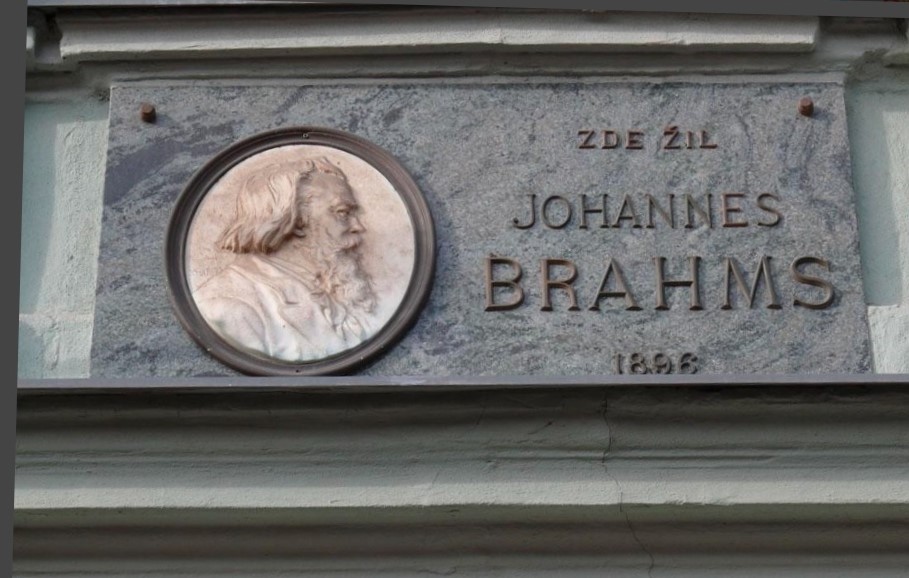 ZDE ŽIL
JOHANNES
BRAHMS
1896